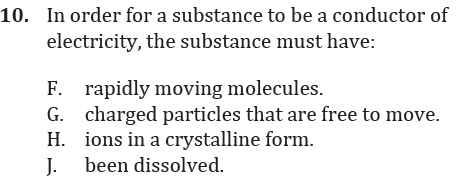 10. In order for a substance to be a conductor of
electricity, the substance must have:
F. rapidly moving molecules.
G. charged particles that are free to move.
H. ions in a crystalline form.
J. been dissolved.